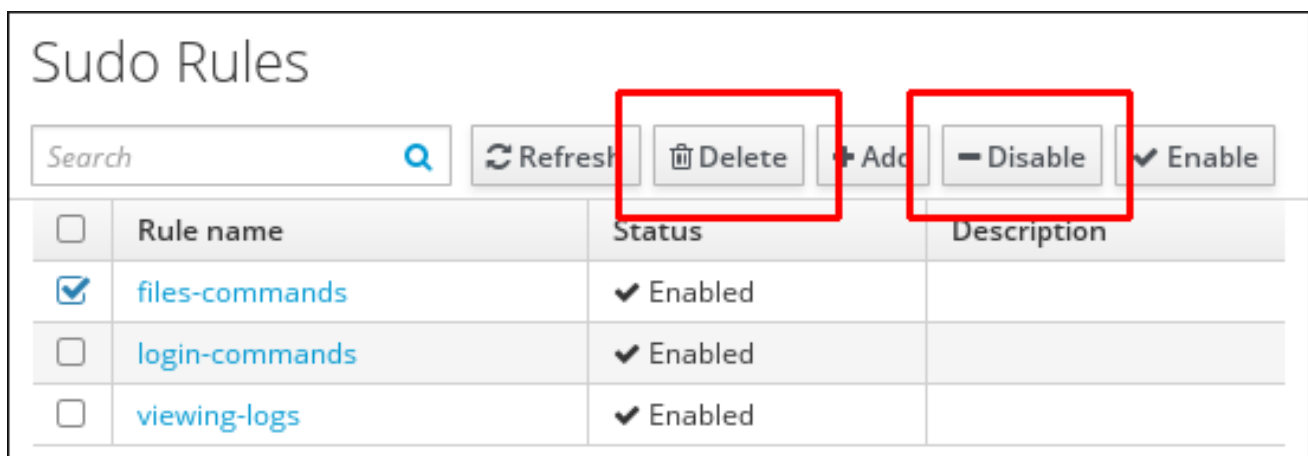 Sudo Rules
Search Refresh Delete Add Disable Enable
Rule name Status Description
files-commands Enabled
login-commands Enabled
viewing-logs Enabled